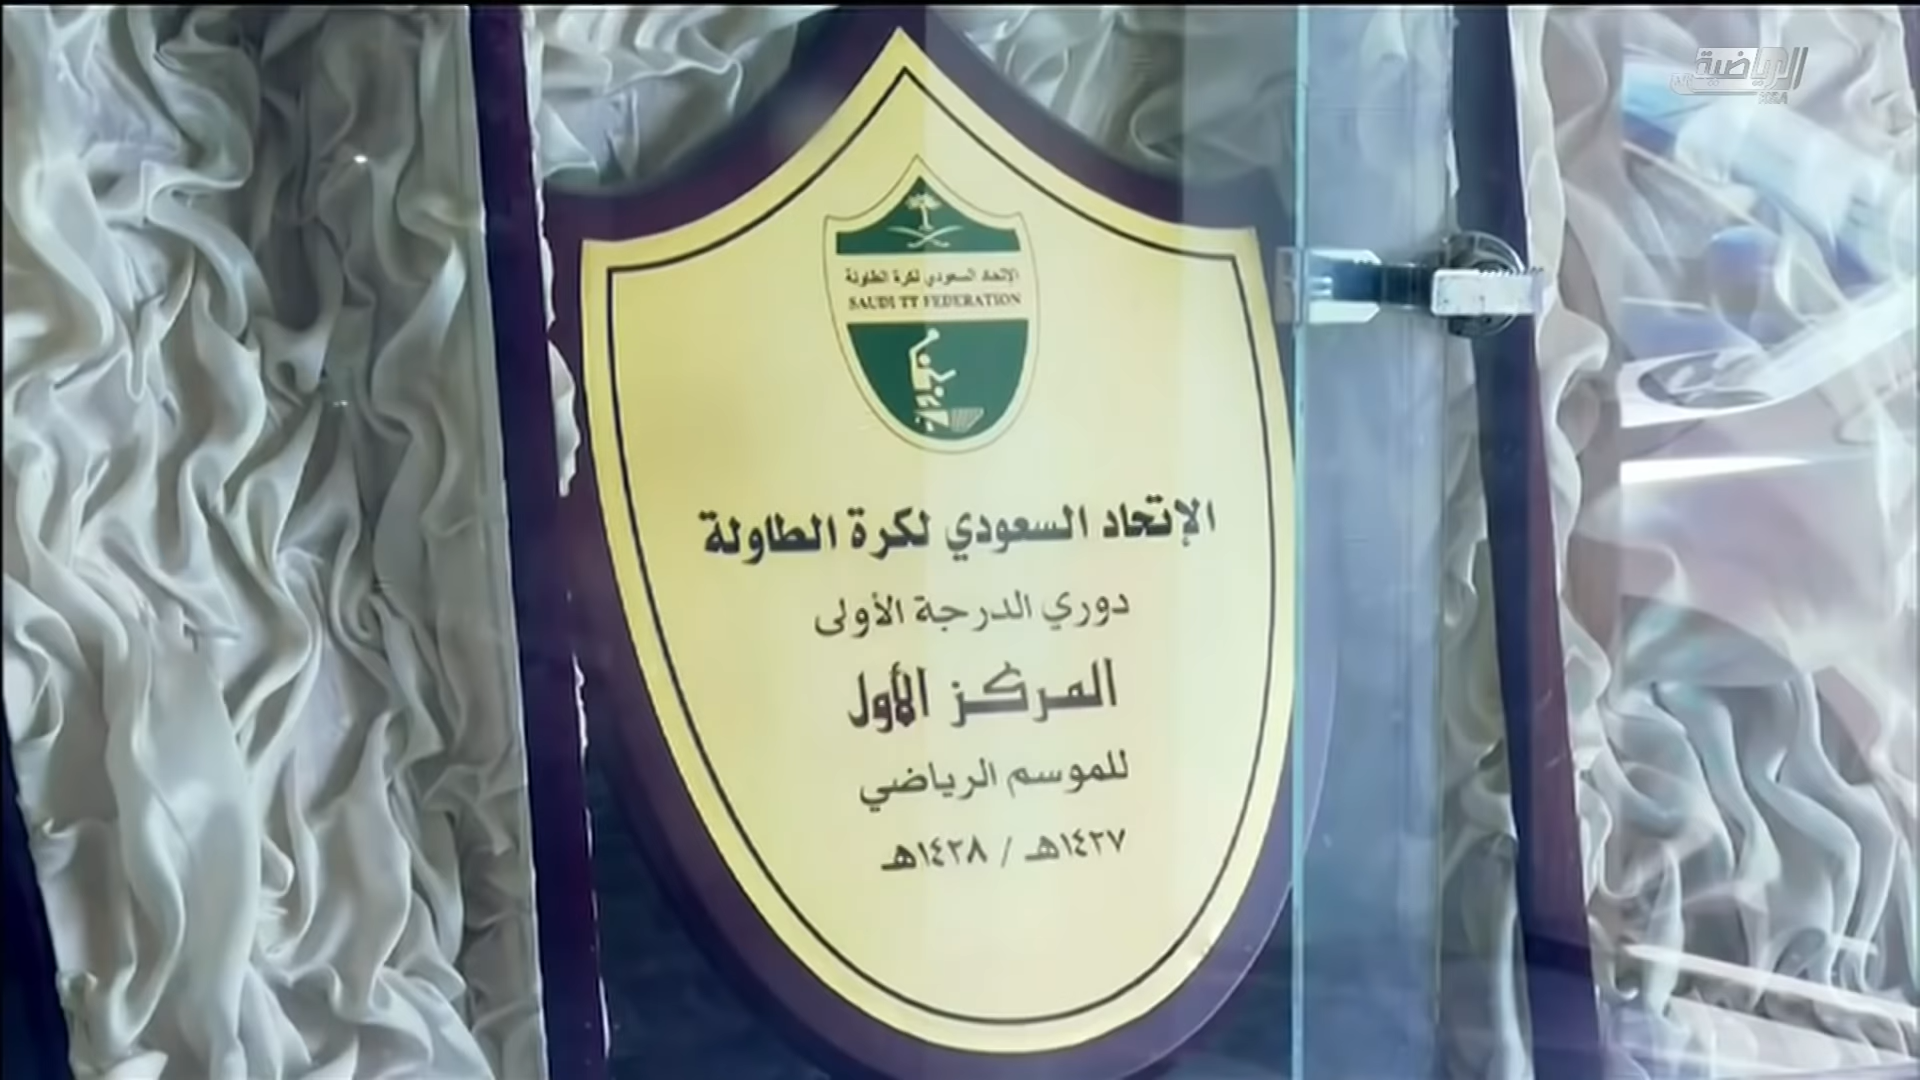 الرياضية
KSA
الإتحاد السعودي لكرة الطاولة
SAUDI TT FEDERATION
الإتحاد السعودي لكرة الطاولة
دوري الدرجة الأولى
المركز الأول
للموسم الرياضي
١٤٢٧هـ / ١٤٢٨هـ